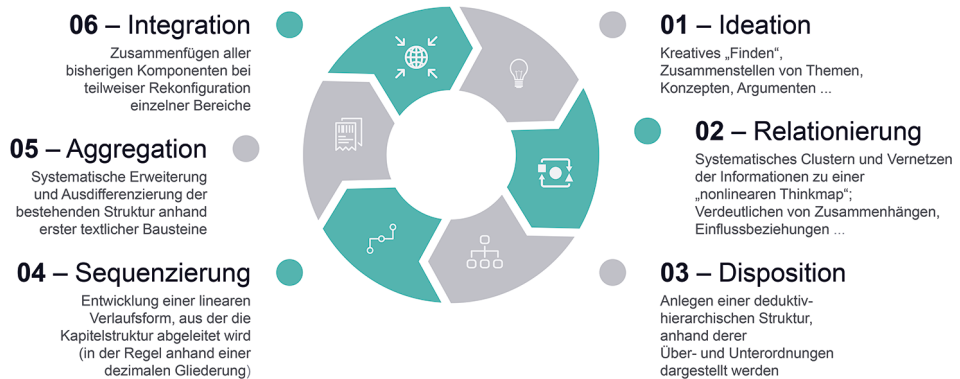 01 – Ideation
Kreatives „Finden“,
Zusammenstellen von Themen,
Konzepten, Argumenten ...
02 – Relationierung
Systematisches Clustern und Vernetzen
der Informationen zu einer
„nonlinearen Thinkmap“;
Verdeutlichen von Zusammenhängen,
Einflussbeziehungen ...
03 – Disposition
Anlegen einer deduktiv-
hierarchischen Struktur,
anhand derer
Über- und Unterordnungen
dargestellt werden
04 – Sequenzierung
Entwicklung einer linearen
Verlaufsform, aus der die
Kapitelstruktur abgeleitet wird
(in der Regel anhand einer
dezimalen Gliederung)
05 – Aggregation
Systematische Erweiterung
und Ausdifferenzierung der
bestehenden Struktur anhand
erster textlicher Bausteine
06 – Integration
Zusammenfügen aller
bisherigen Komponenten bei
teilweiser Rekonfiguration
einzelner Bereiche